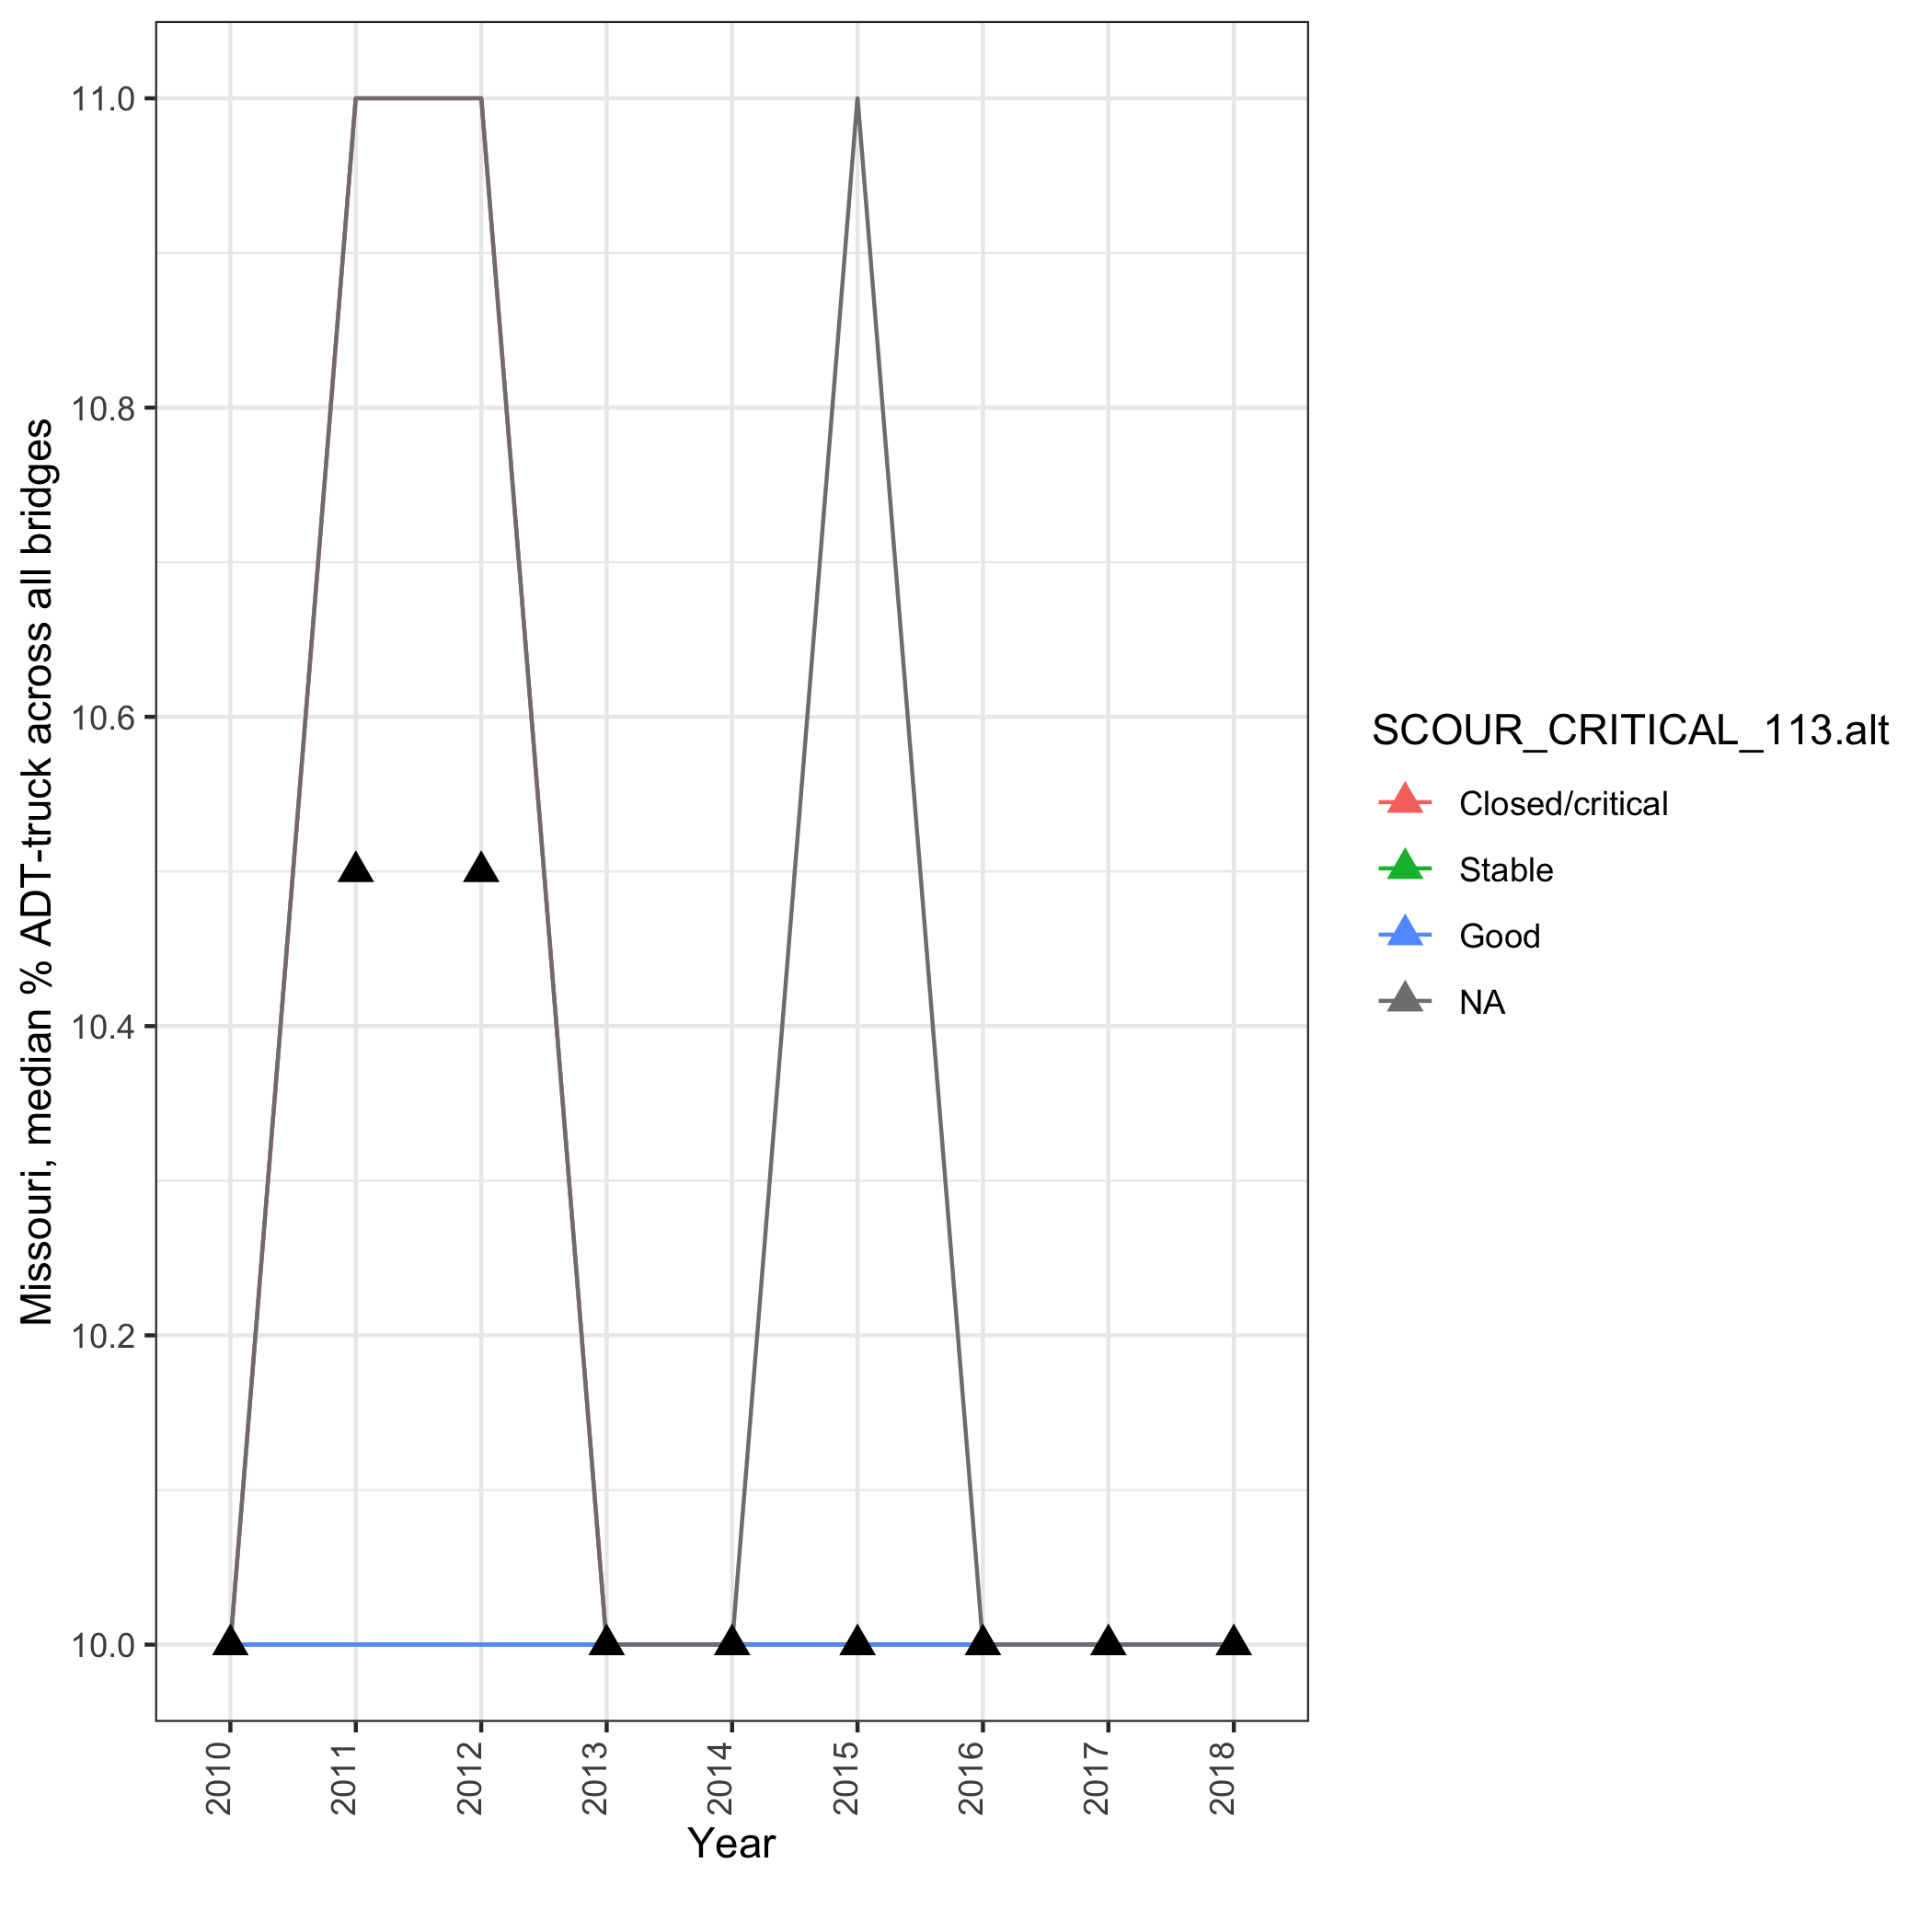 Missouri, median % ADT-truck across all bridges
11.0
10.8
10.6
10.4
10.2
10.0
2010
2011
2012
2013
2014
2015
2016
2017
2018
Year
SCOUR_CRITICAL_113.alt
Closed/critical
Stable
Good
NA